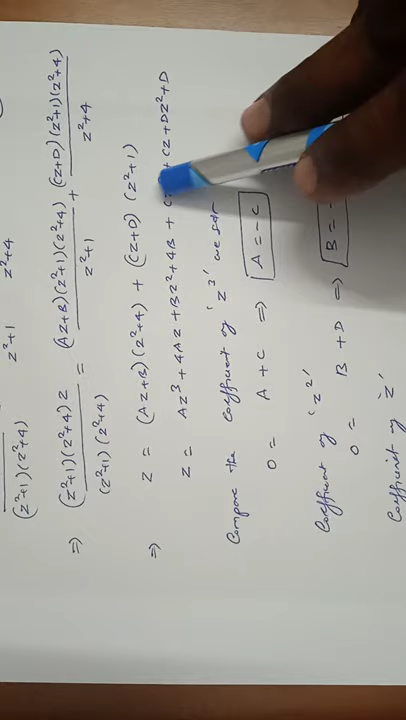 z²+1 z²+4
(z²+1)(z²+4)
=> (z²+1)(z²+4)z / (z²+1)(z²+4) = (Az+B)(z²+1)(z²+4) / z²+1 + (Cz+D)(z²+1)(z²+4) / z²+4
=> z = (Az+B)(z²+4) + (Cz+D)(z²+1)
z = Az³+4Az+Bz²+4B + Cz+Dz²+D
Compare the coefficient of 'z³' we
0 = A+C => A=-C
Coefficient of 'z²'
0 = B+D => B=-
Coefficient of 'z'